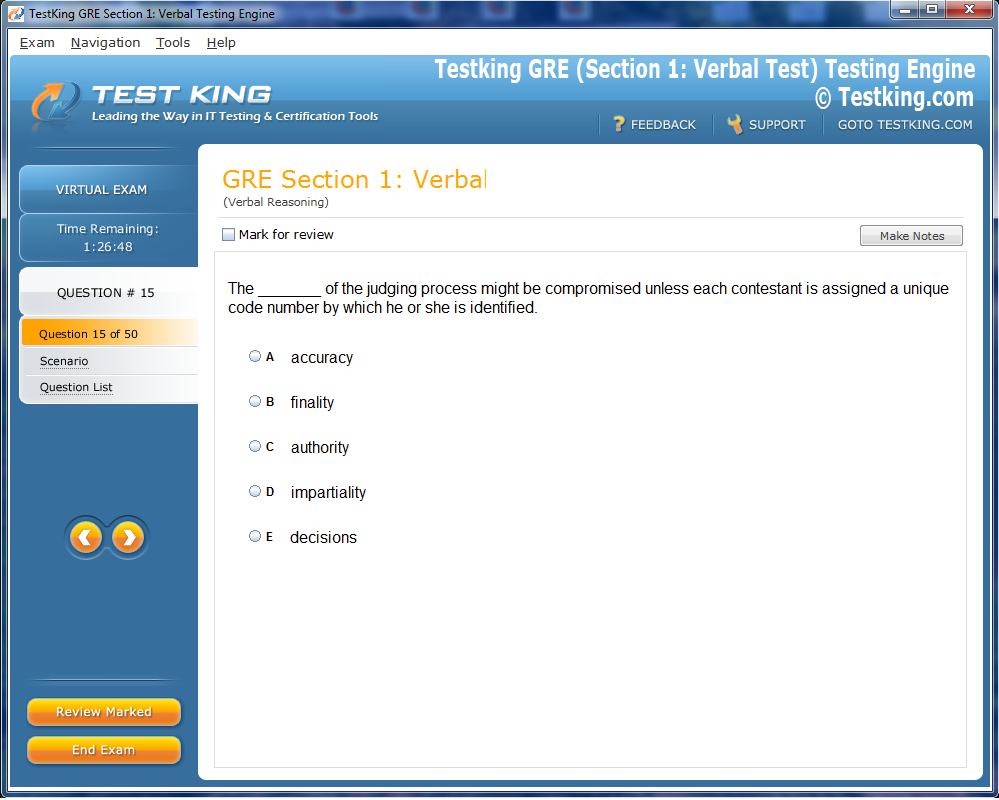 TestKing GRE Section 1: Verbal Testing Engine
Exam Navigation Tools Help
Testking GRE (Section 1: Verbal Test) Testing Engine
© Testking.com
TEST KING
Leading the Way in IT Testing & Certification Tools
? FEEDBACK SUPPORT GOTO TESTKING.COM
VIRTUAL EXAM
Time Remaining:
1:26:48
QUESTION # 15
Question 15 of 50
Scenario
Question List
Review Marked
End Exam
GRE Section 1: Verbal
(Verbal Reasoning)
Mark for review
Make Notes
The _______ of the judging process might be compromised unless each contestant is assigned a unique
code number by which he or she is identified.
A accuracy
B finality
C authority
D impartiality
E decisions